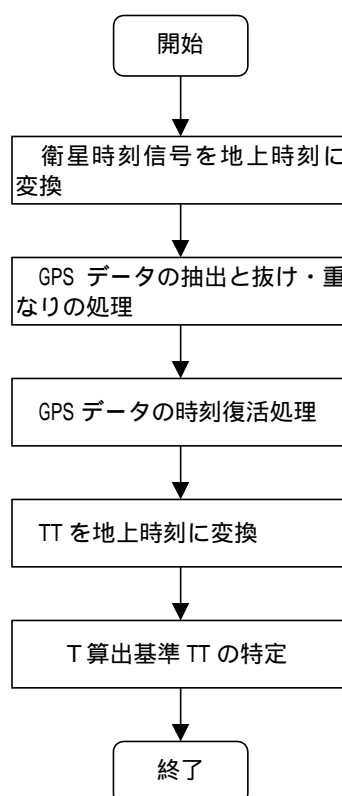 開始
衛星時刻信号を地上時刻に
変換
GPS データの抽出と抜け・重
なりの処理
GPS データの時刻復活処理
TT を地上時刻に変換
T 算出基準 TT の特定
終了